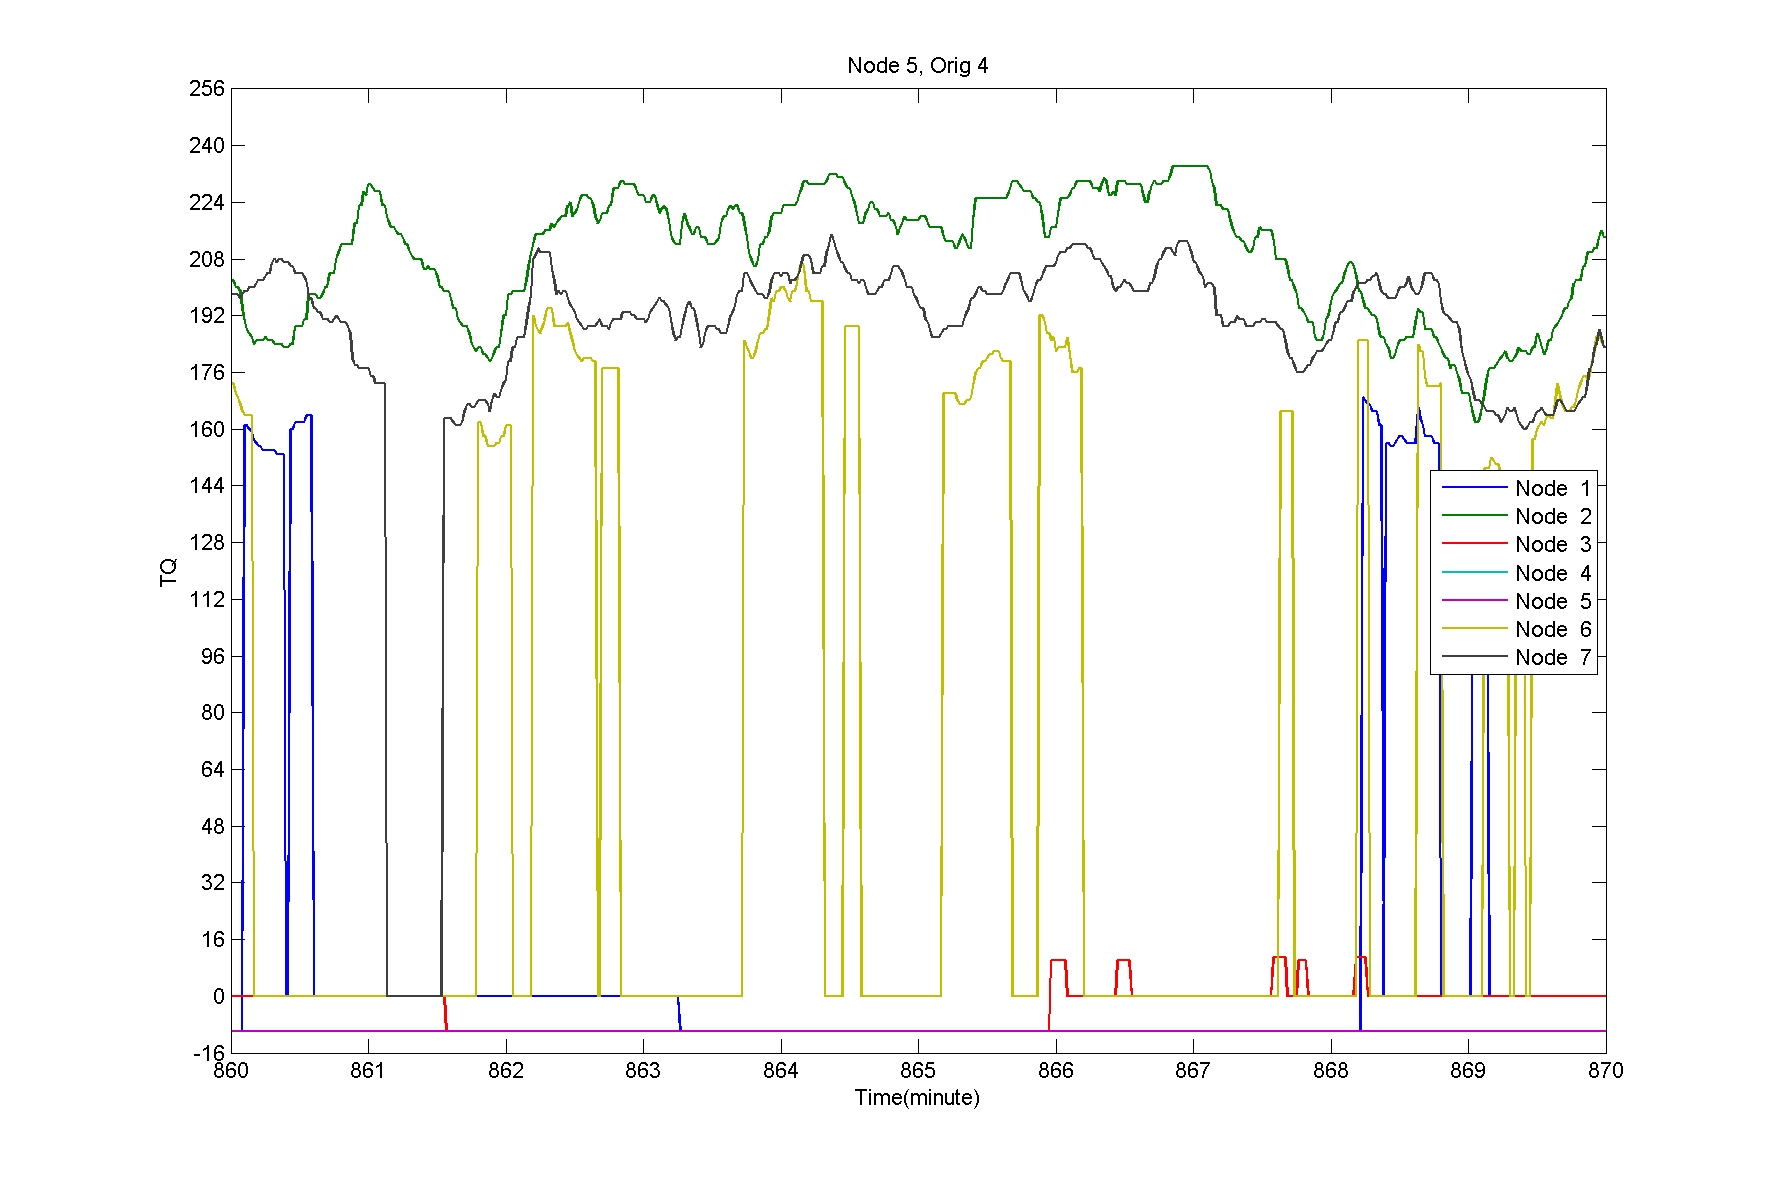 Node 5, Orig 4
256
240
224
208
192
176
160
144
128
112
96
80
64
48
32
16
0
-16
TQ
Node 1
Node 2
Node 3
Node 4
Node 5
Node 6
Node 7
860 861 862 863 864 865 866 867 868 869 870
Time(minute)